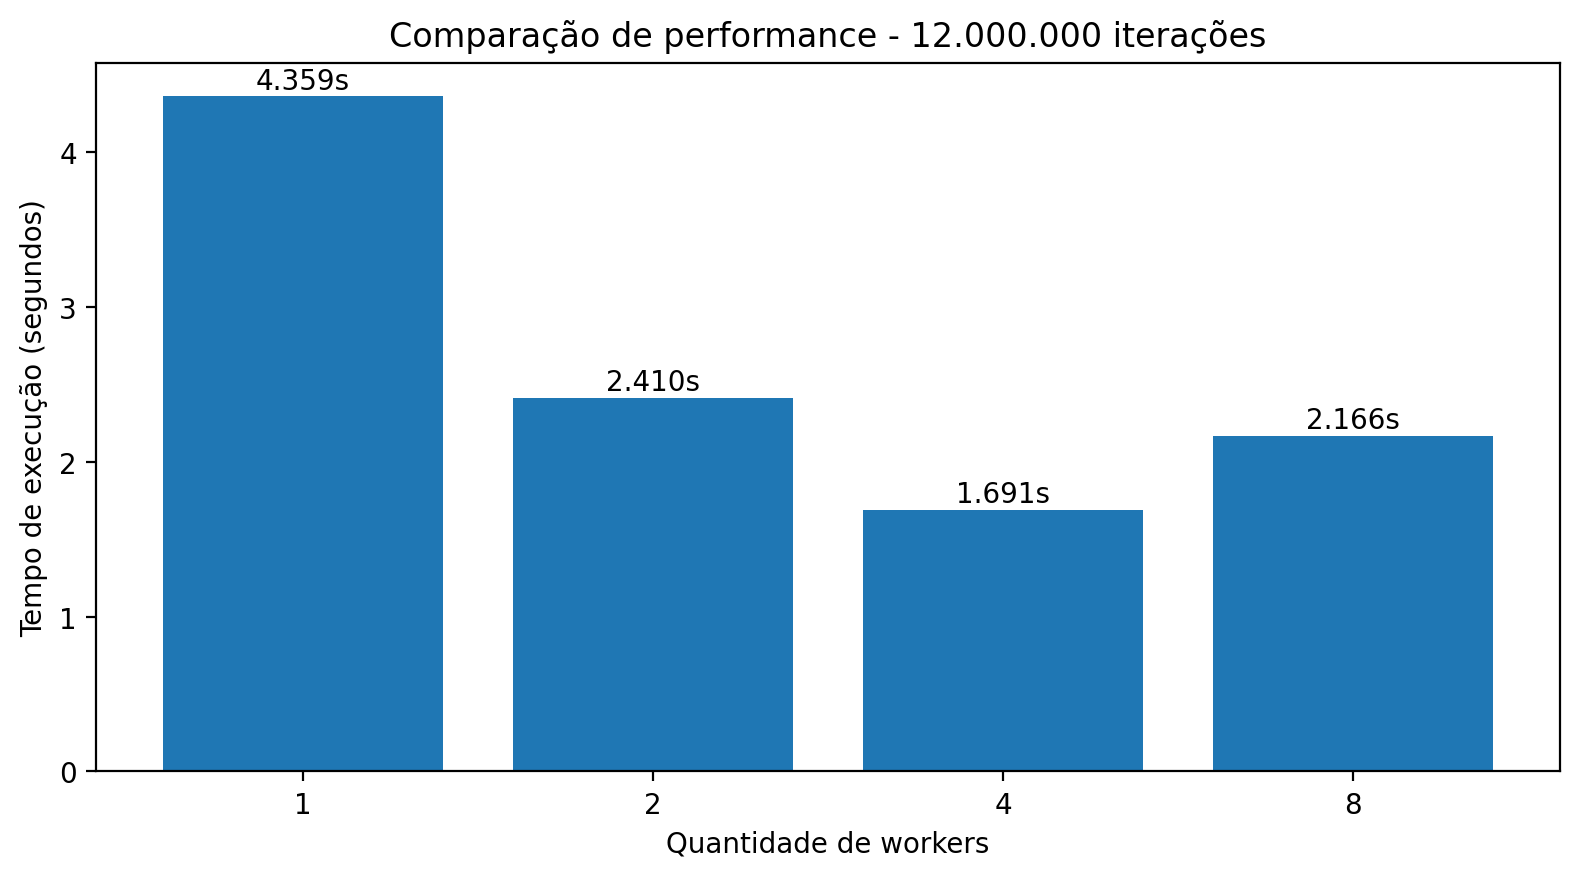 Comparação de performance - 12.000.000 iterações
4.359s
2.410s
1.691s
2.166s
4
3
2
1
0
Tempo de execução (segundos)
1
2
4
8
Quantidade de workers